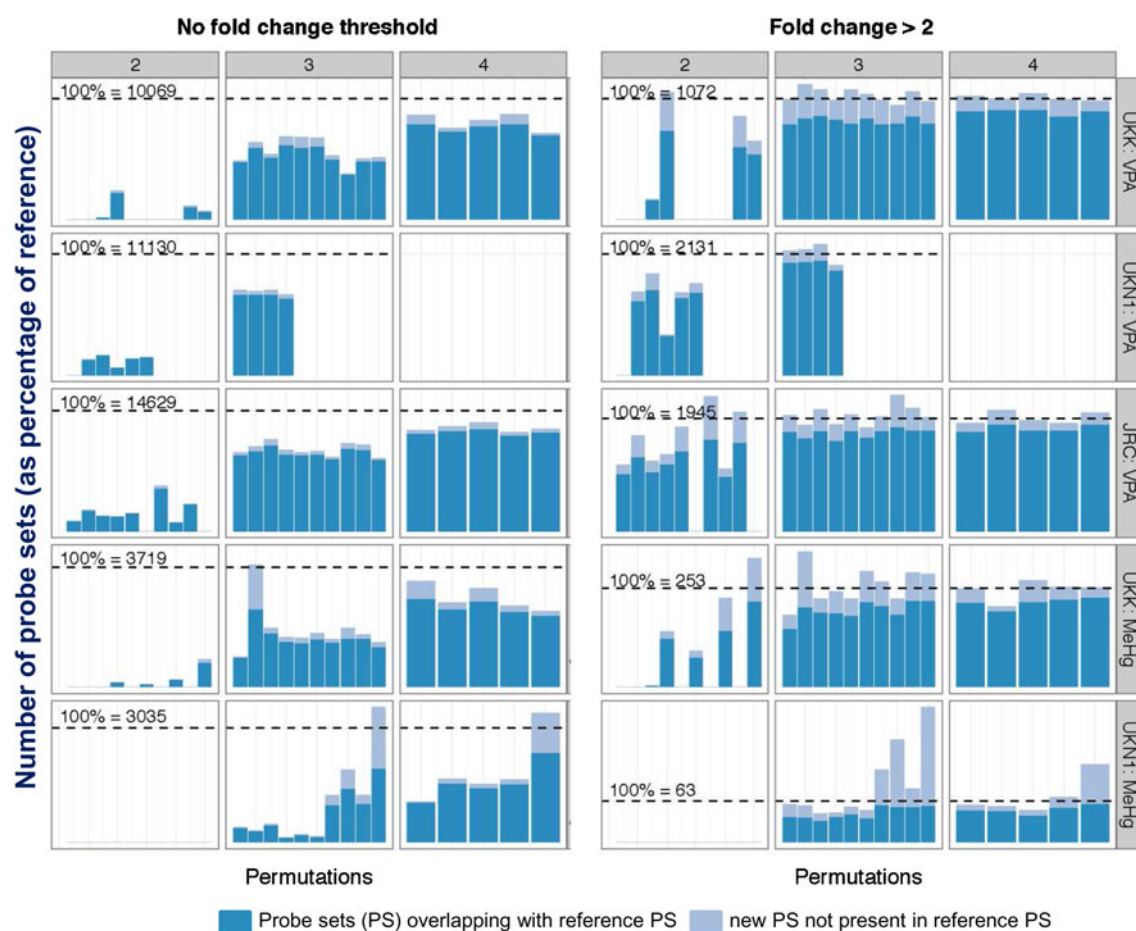 No fold change threshold
Fold change > 2
2
3
4
2
3
4
100% = 10069
100% = 1072
UKK: VPA
100% = 11130
100% = 2131
UKN1: VPA
100% = 14629
100% = 1945
JRC: VPA
100% = 3719
100% = 253
UKK: MeHg
100% = 3035
100% = 63
UKN1: MeHg
Number of probe sets (as percentage of reference)
Permutations
Permutations
Probe sets (PS) overlapping with reference PS
new PS not present in reference PS